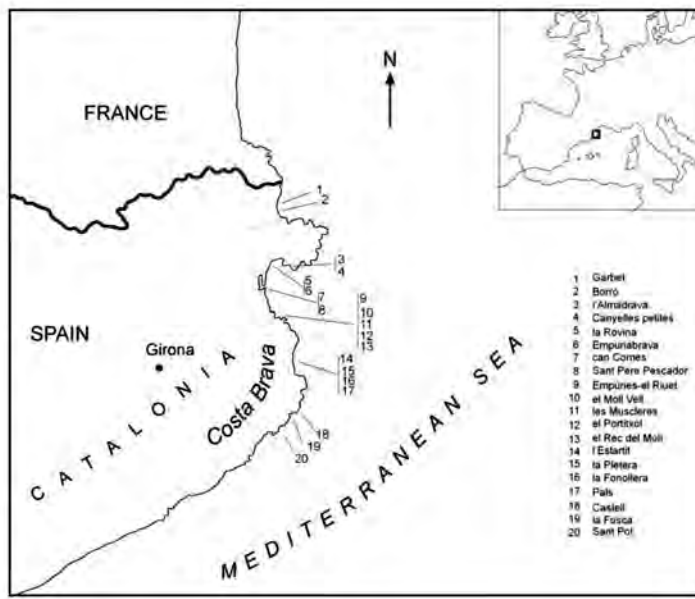 N
FRANCE
1
2
3
4
5
6
7
8
9
10
11
12
13
SPAIN
Girona
14
15
16
17
CATALONIA
Costa Brava
18
19
20
MEDITERRANEAN SEA
1 Garbet
2 Borró
3 l'Almadrava
4 Canyelles petites
5 la Rovina
6 Empuriabrava
7 can Comes
8 Sant Pere Pescador
9 Empúries-el Riuet
10 el Moll Vell
11 les Muscleres
12 el Portitxol
13 el Rec del Molí
14 l'Estartit
15 la Pletera
16 la Fonollera
17 Pals
18 Castell
19 la Fosca
20 Sant Pol